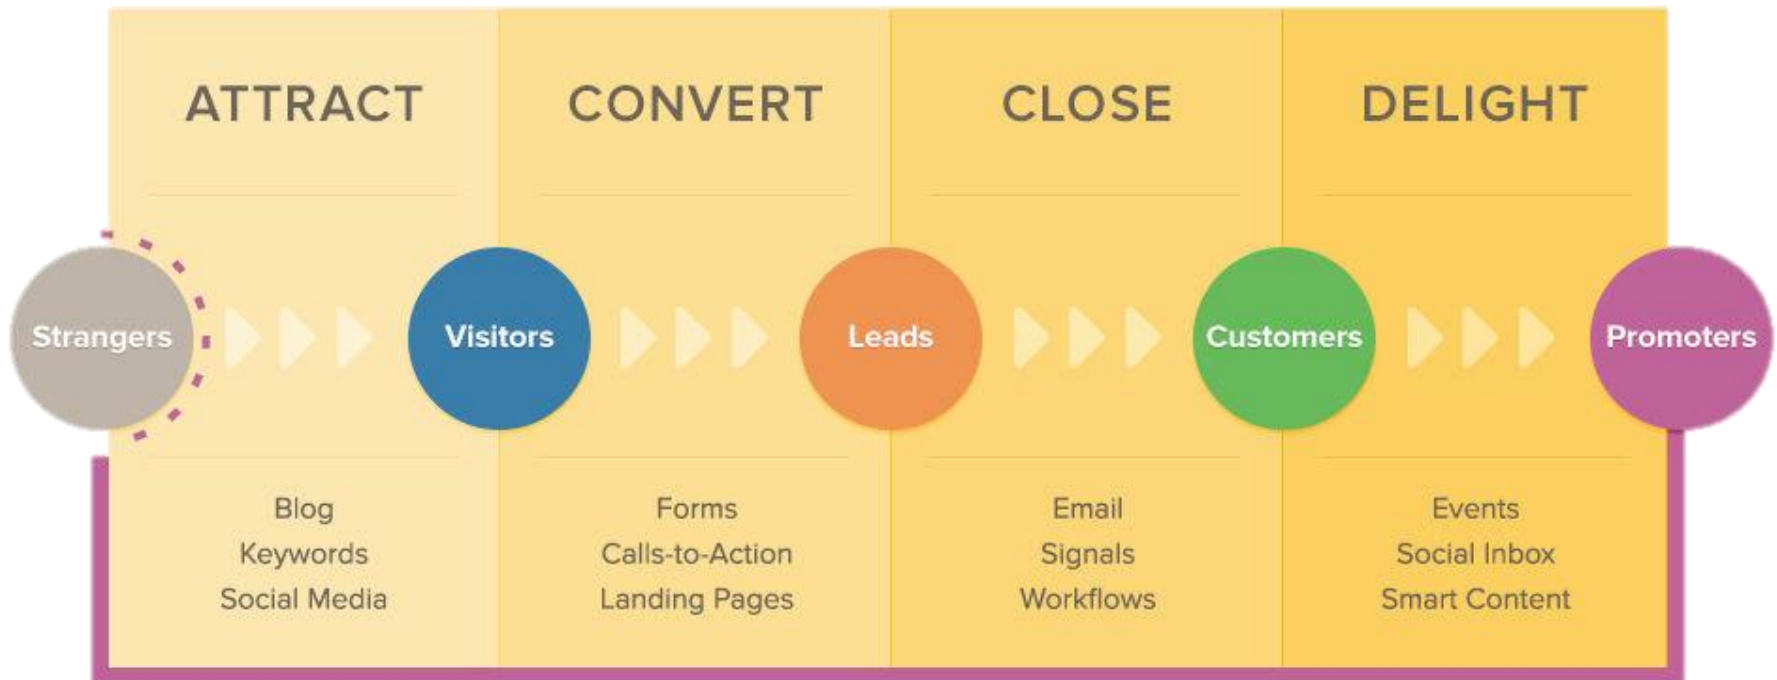 ATTRACT
CONVERT
CLOSE
DELIGHT
Strangers
Visitors
Leads
Customers
Promoters
Blog
Keywords
Social Media
Forms
Calls-to-Action
Landing Pages
Email
Signals
Workflows
Events
Social Inbox
Smart Content